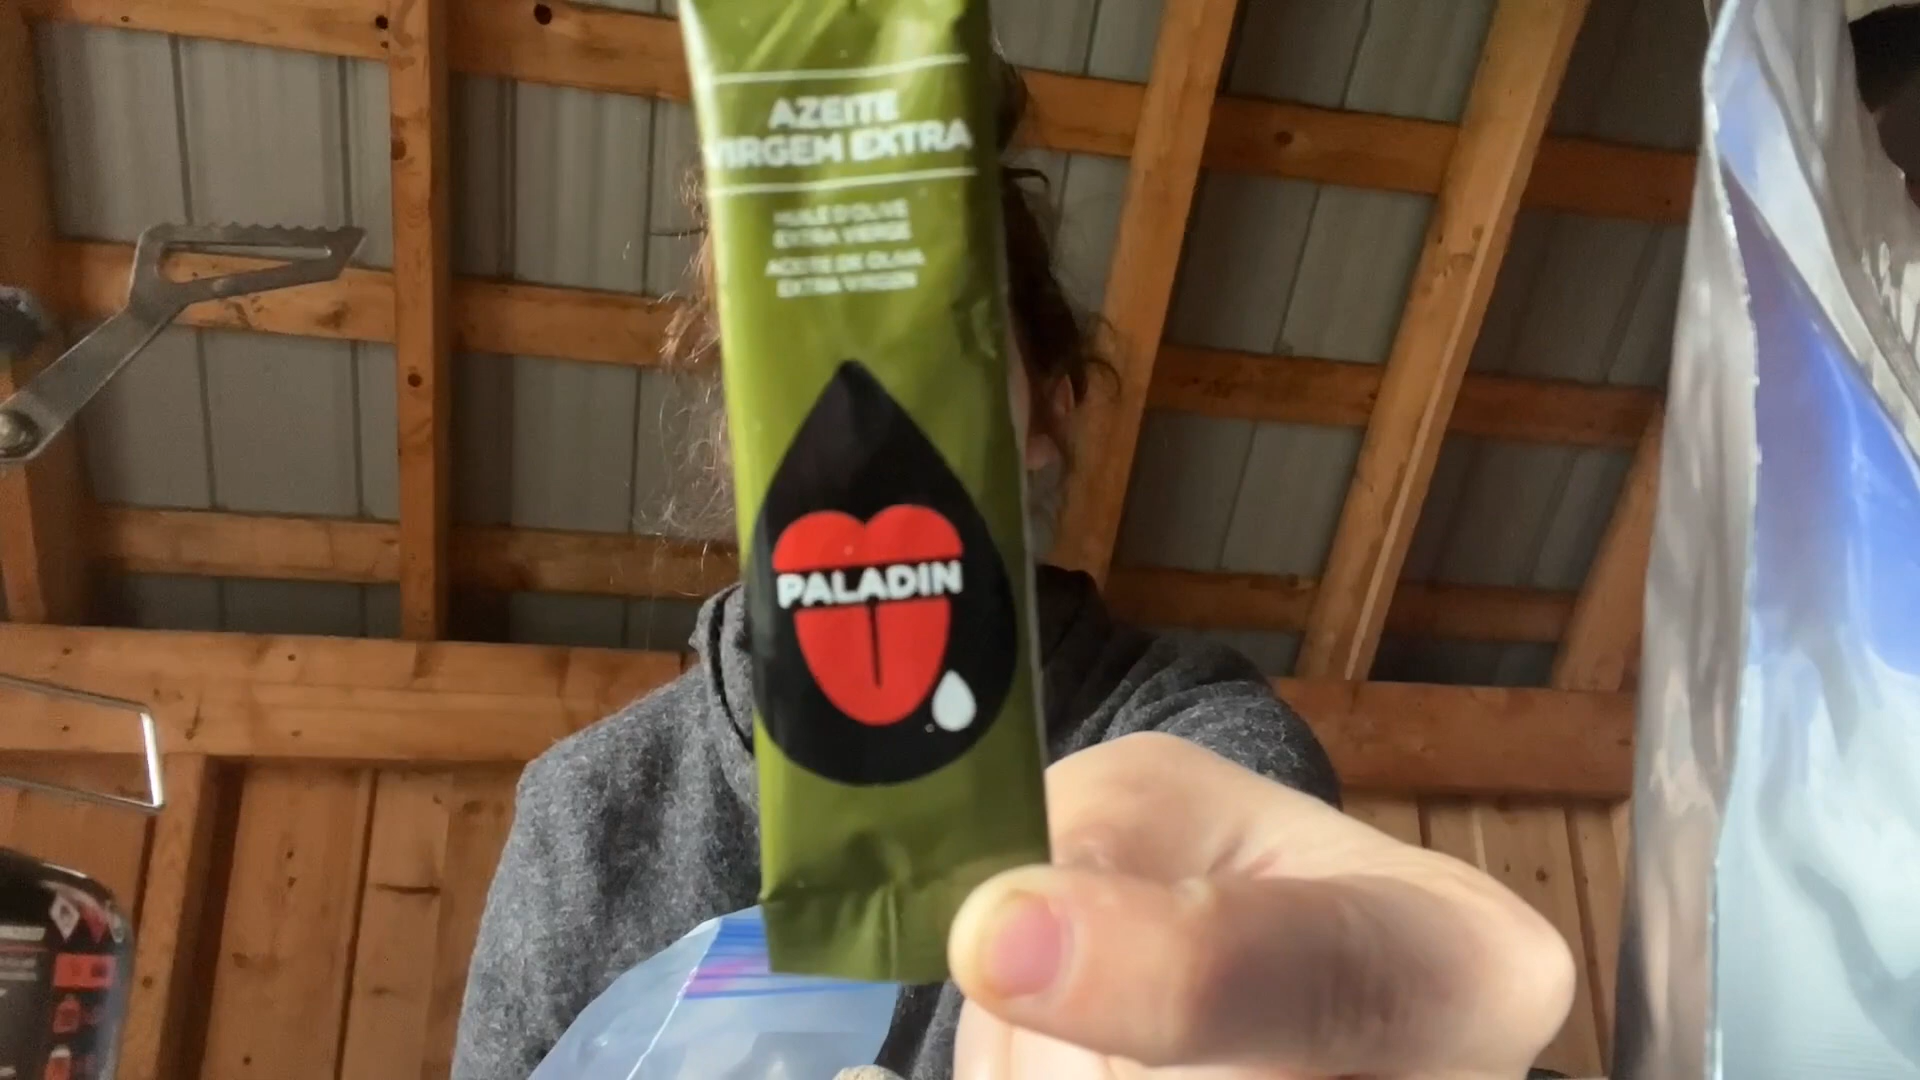 AZEITE
VIRGEM EXTRA
HUILE D'OLIVE
EXTRA VIERGE
ACEITE DE OLIVA
EXTRA VIRGEN
PALADIN